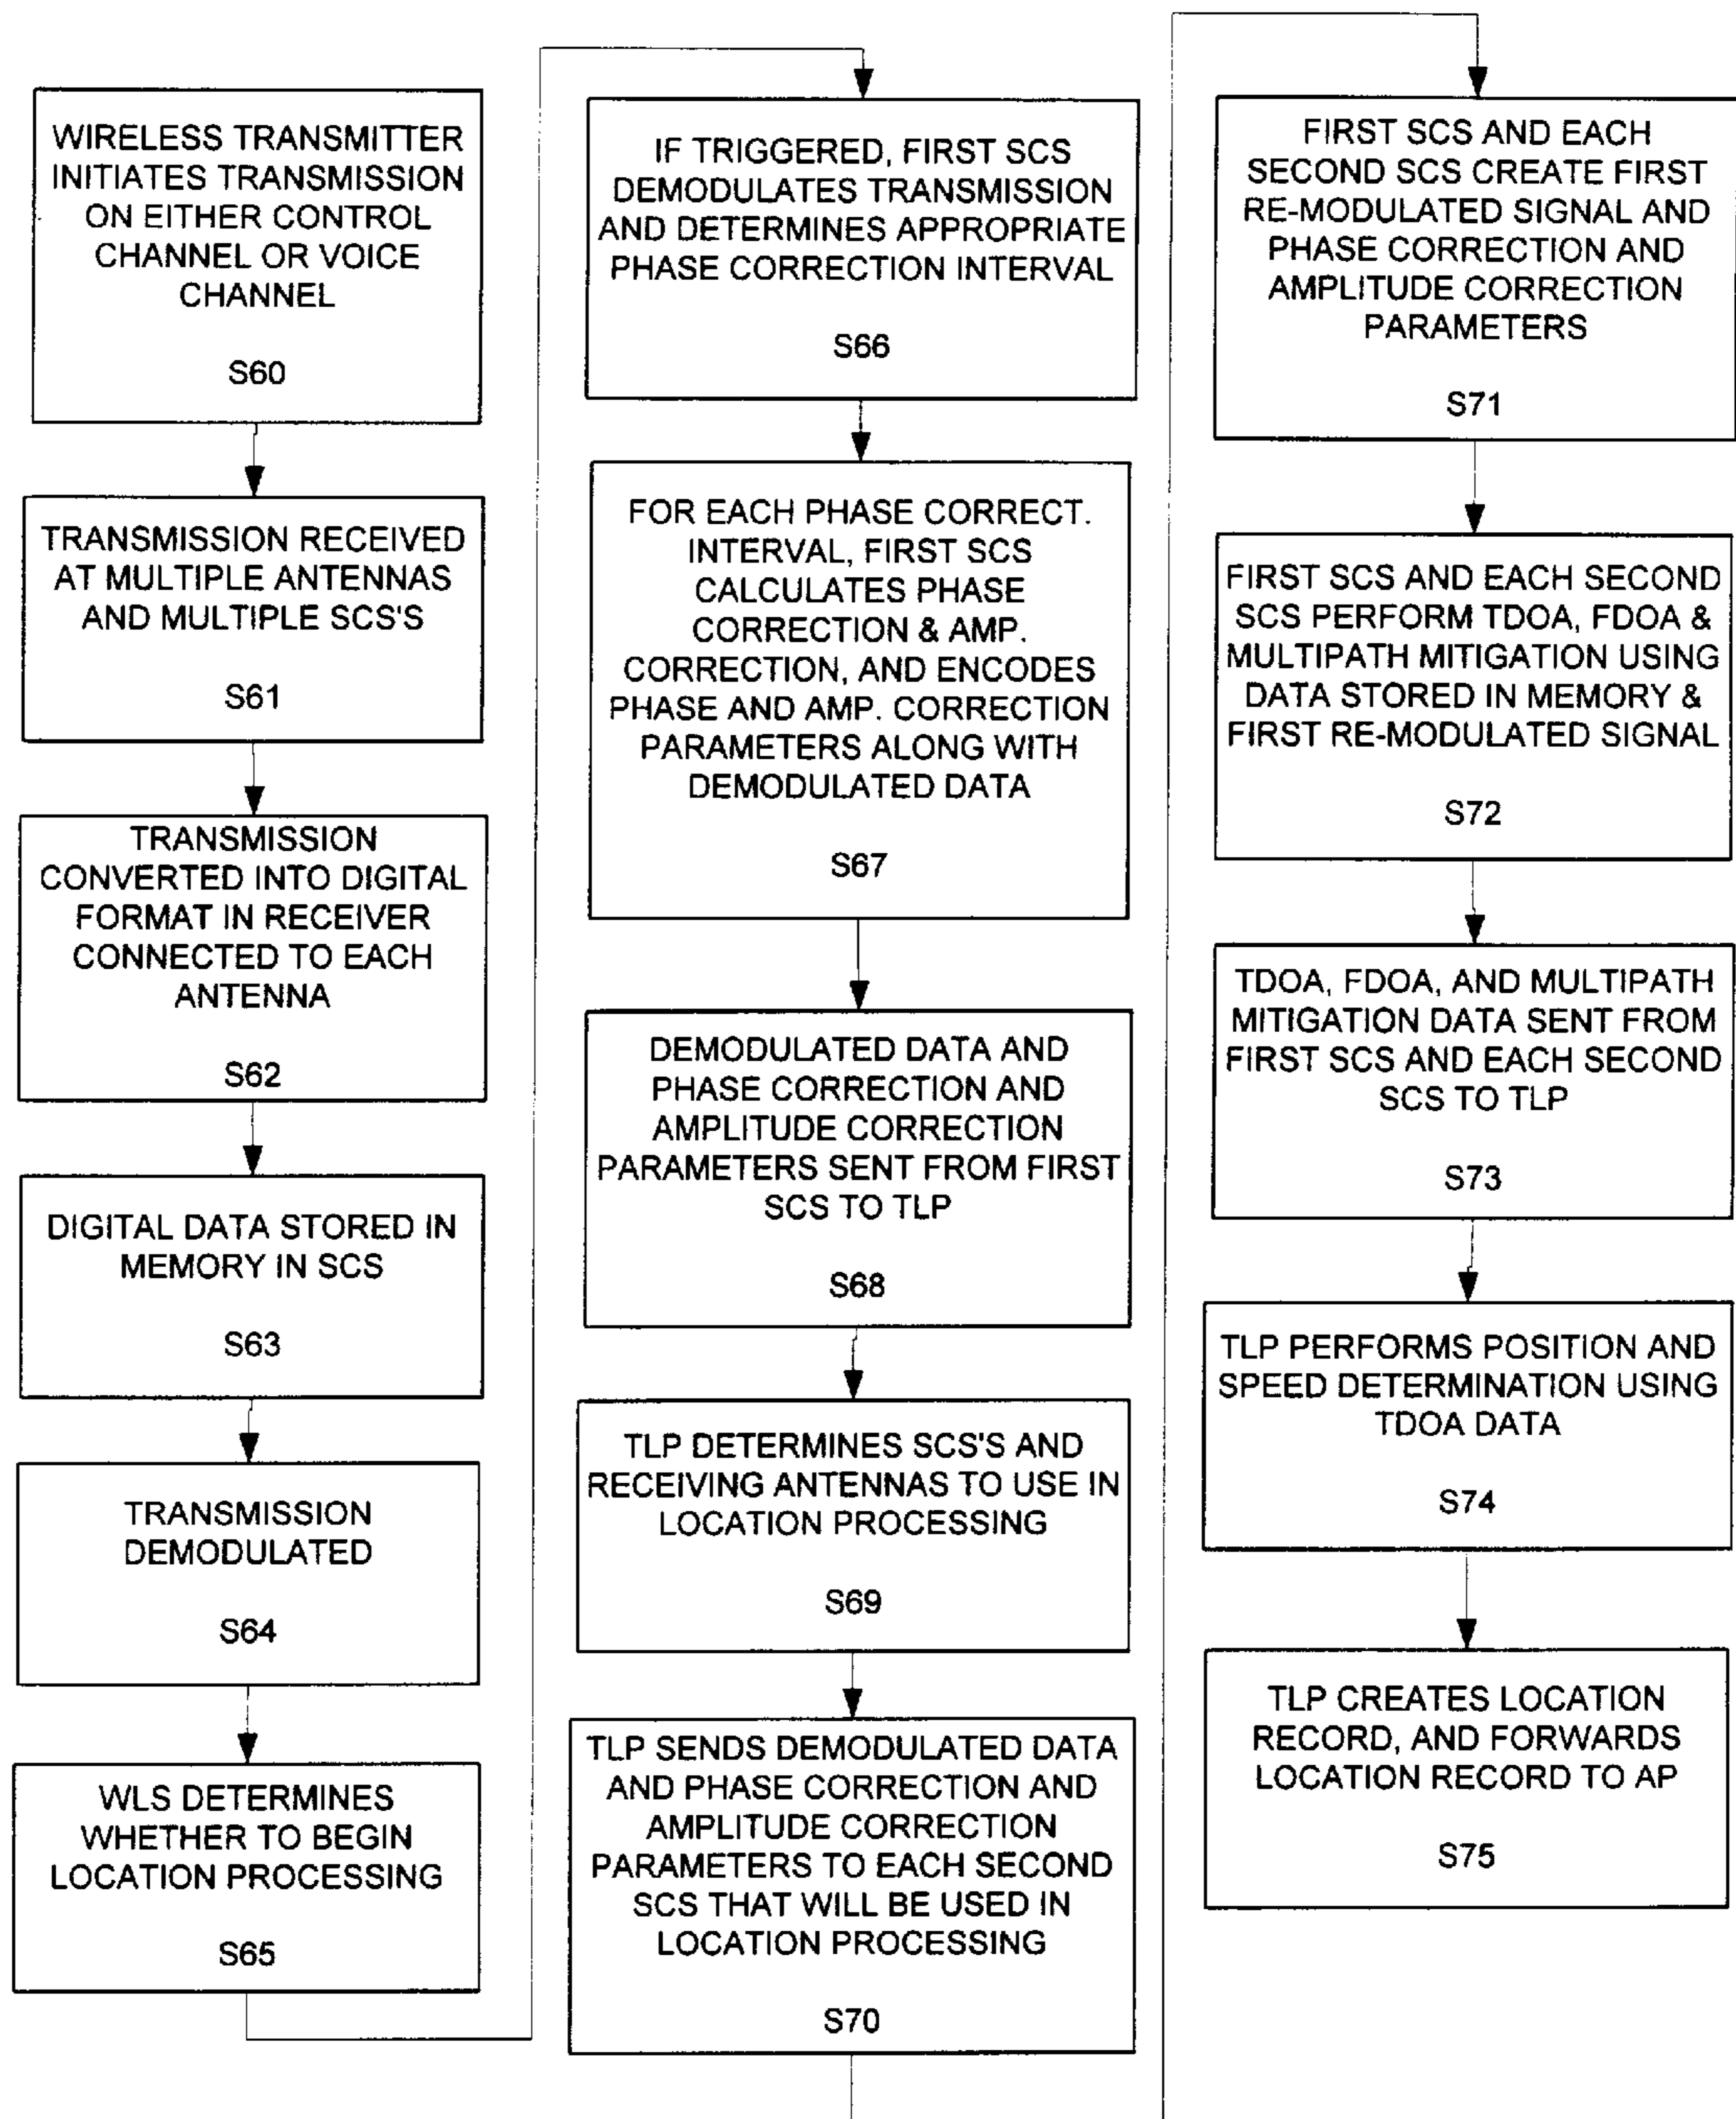 WIRELESS TRANSMITTER
INITIATES TRANSMISSION
ON EITHER CONTROL
CHANNEL OR VOICE
CHANNEL
S60
TRANSMISSION RECEIVED
AT MULTIPLE ANTENNAS
AND MULTIPLE SCS'S
S61
TRANSMISSION
CONVERTED INTO DIGITAL
FORMAT IN RECEIVER
CONNECTED TO EACH
ANTENNA
S62
DIGITAL DATA STORED IN
MEMORY IN SCS
S63
TRANSMISSION
DEMODULATED
S64
WLS DETERMINES
WHETHER TO BEGIN
LOCATION PROCESSING
S65
IF TRIGGERED, FIRST SCS
DEMODULATES TRANSMISSION
AND DETERMINES APPROPRIATE
PHASE CORRECTION INTERVAL
S66
FOR EACH PHASE CORRECT.
INTERVAL, FIRST SCS
CALCULATES PHASE
CORRECTION & AMP.
CORRECTION, AND ENCODES
PHASE AND AMP. CORRECTION
PARAMETERS ALONG WITH
DEMODULATED DATA
S67
DEMODULATED DATA AND
PHASE CORRECTION AND
AMPLITUDE CORRECTION
PARAMETERS SENT FROM FIRST
SCS TO TLP
S68
TLP DETERMINES SCS'S AND
RECEIVING ANTENNAS TO USE IN
LOCATION PROCESSING
S69
TLP SENDS DEMODULATED DATA
AND PHASE CORRECTION AND
AMPLITUDE CORRECTION
PARAMETERS TO EACH SECOND
SCS THAT WILL BE USED IN
LOCATION PROCESSING
S70
FIRST SCS AND EACH
SECOND SCS CREATE FIRST
RE-MODULATED SIGNAL AND
PHASE CORRECTION AND
AMPLITUDE CORRECTION
PARAMETERS
S71
FIRST SCS AND EACH SECOND
SCS PERFORM TDOA, FDOA &
MULTIPATH MITIGATION USING
DATA STORED IN MEMORY &
FIRST RE-MODULATED SIGNAL
S72
TDOA, FDOA, AND MULTIPATH
MITIGATION DATA SENT FROM
FIRST SCS AND EACH SECOND
SCS TO TLP
S73
TLP PERFORMS POSITION AND
SPEED DETERMINATION USING
TDOA DATA
S74
TLP CREATES LOCATION
RECORD, AND FORWARDS
LOCATION RECORD TO AP
S75